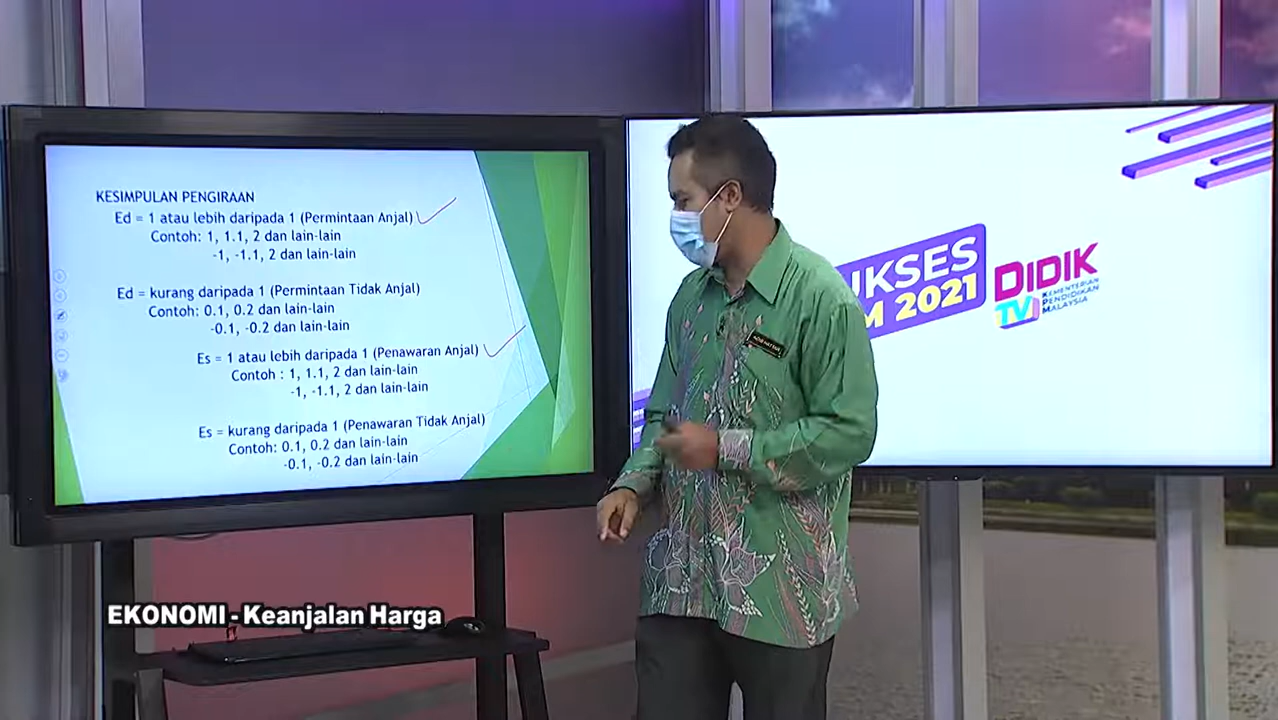 KESIMPULAN PENGIRAAN
Ed = 1 atau lebih daripada 1 (Permintaan Anjal)
Contoh: 1, 1.1, 2 dan lain-lain
-1, -1.1, 2 dan lain-lain
Ed = kurang daripada 1 (Permintaan Tidak Anjal)
Contoh: 0.1, 0.2 dan lain-lain
-0.1, -0.2 dan lain-lain
Es = 1 atau lebih daripada 1 (Penawaran Anjal)
Contoh : 1, 1.1, 2 dan lain-lain
-1, -1.1, 2 dan lain-lain
Es = kurang daripada 1 (Penawaran Tidak Anjal)
Contoh: 0.1, 0.2 dan lain-lain
-0.1, -0.2 dan lain-lain
UKSES
M 2021
DIDIK
TV
KEMENTERIAN
PENDIDIKAN
MALAYSIA
EKONOMI - Keanjalan Harga